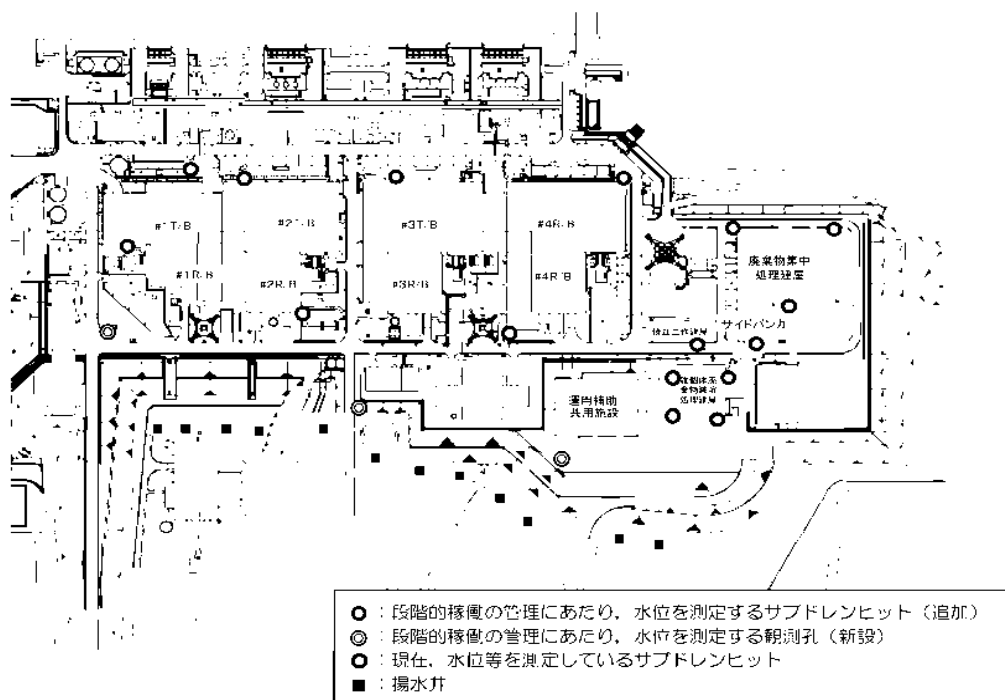 #1T/B
#2T/B
#3T/B
#4R/B
#1R/B
#2R/B
#3R/B
#4R/B
廃棄物集中
処理建屋
サイドバンカ
運用補助
共用施設
○：段階的稼働の管理にあたり，水位を測定するサブドレンピット（追加）
◎：段階的稼働の管理にあたり，水位を測定する観測孔（新設）
○：現在，水位等を測定しているサブドレンピット
■：揚水井